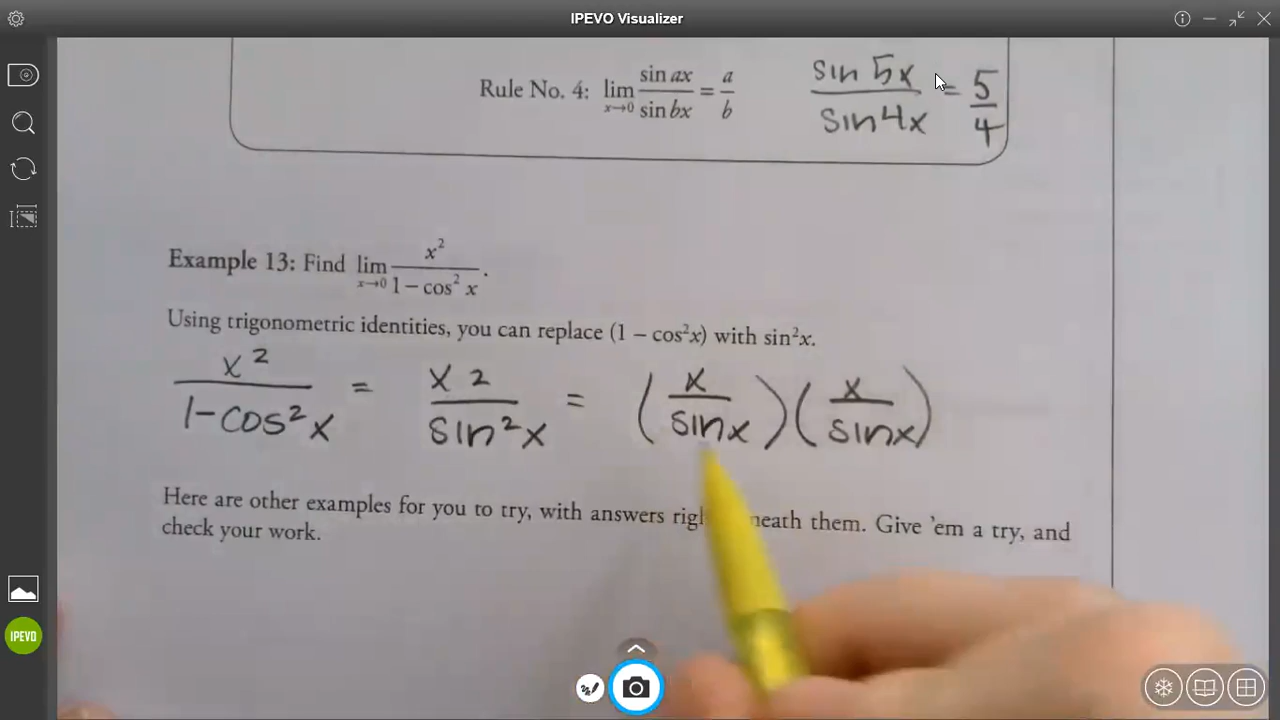 IPEVO Visualizer
Rule No. 4: lim x→0 sin ax / sin bx = a / b
sin 5x / sin 4x = 5 / 4
Example 13: Find lim x→0 x² / 1 – cos² x.
Using trigonometric identities, you can replace (1 – cos²x) with sin²x.
x² / 1-cos²x = x² / sin²x = (x / sinx)(x / sinx)
Here are other examples for you to try, with answers neath them. Give 'em a try, and
check your work.
IPEVO